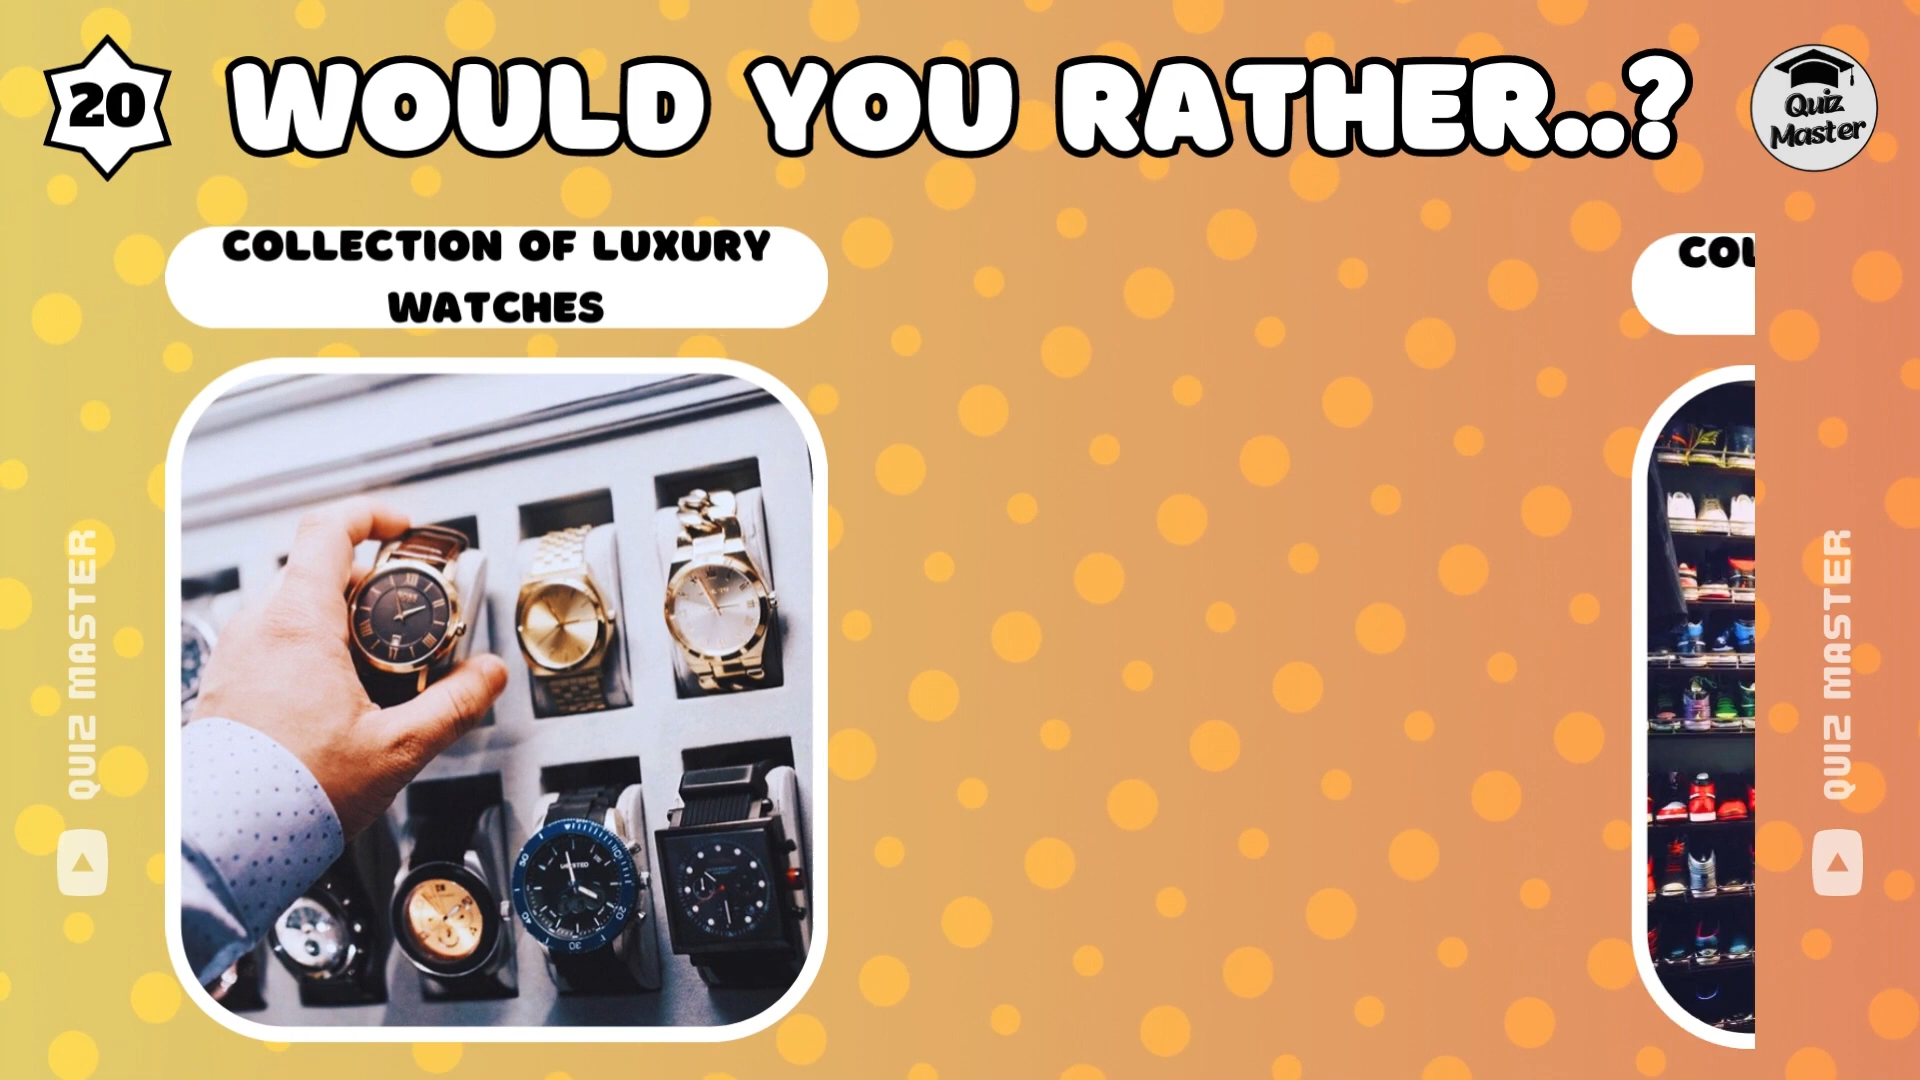 20
WOULD YOU RATHER..?
Quiz
Master
COLLECTION OF LUXURY
WATCHES
COL
QUIZ MASTER
QUIZ MASTER